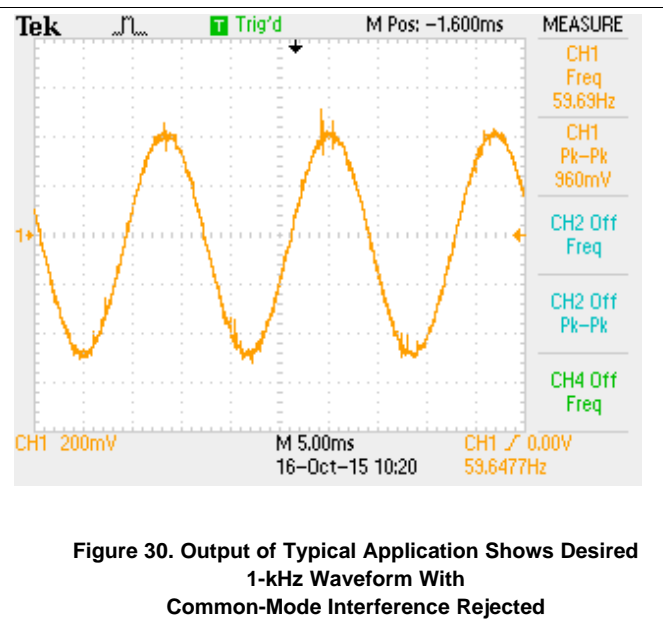 Tek T Trig'd M Pos: -1.600ms MEASURE
CH1
Freq
59.69Hz
CH1
Pk-Pk
960mV
CH2 Off
Freq
CH2 Off
Pk-Pk
CH4 Off
Freq
1
CH1 200mV M 5.00ms CH1 0.00V
16-Oct-15 10:20 59.6477Hz
Figure 30. Output of Typical Application Shows Desired
1-kHz Waveform With
Common-Mode Interference Rejected